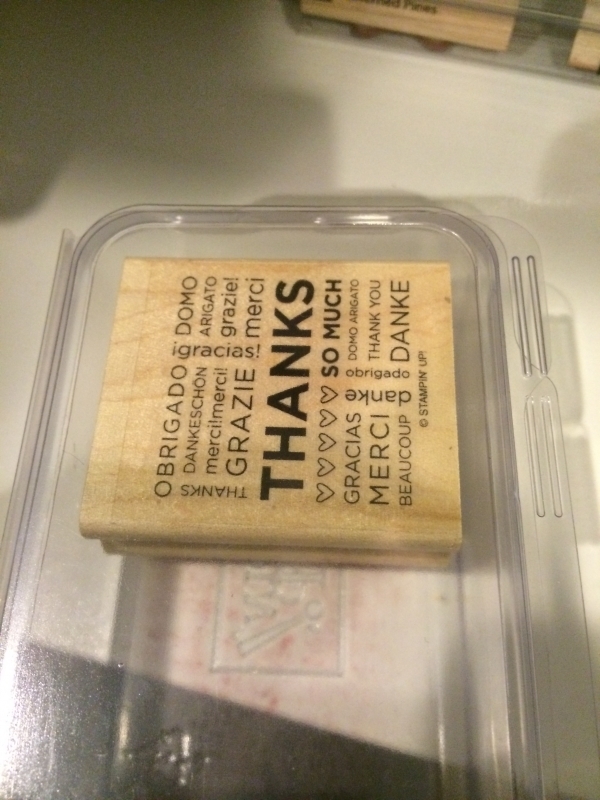 Pines
OBRIGADO DOMO
THANKS DANKESCHÖN ¡gracias! ARIGATO
merci!merci! grazie!
GRAZIE merci
THANKS
SO MUCH
GRACIAS DOMO ARIGATO
MERCI obrigado THANK YOU
BEAUCOUP danke DANKE
© STAMPIN' UP!